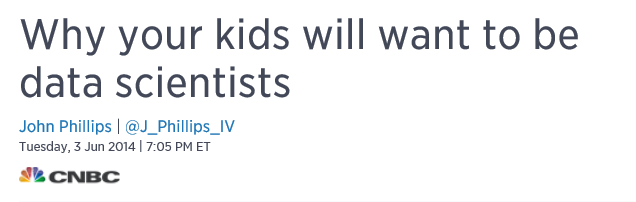 Why your kids will want to be
data scientists
John Phillips | @J_Phillips_IV
Tuesday, 3 Jun 2014 | 7:05 PM ET
CNBC